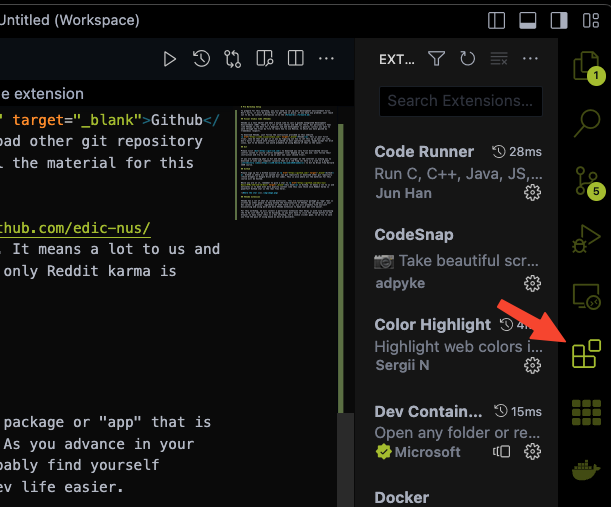 Untitled (Workspace)
e extension
" target="_blank">Github</
oad other git repository
l the material for this
thub.com/edic-nus/
. It means a lot to us and
only Reddit karma is
package or "app" that is
As you advance in your
bably find yourself
ev life easier.
EXT...
Search Extensions...
Code Runner 28ms
Run C, C++, Java, JS,...
Jun Han
CodeSnap
Take beautiful scr...
adpyke
Color Highlight
Highlight web colors i...
Sergii N
Dev Contain... 15ms
Open any folder or re...
Microsoft
Docker
1
5